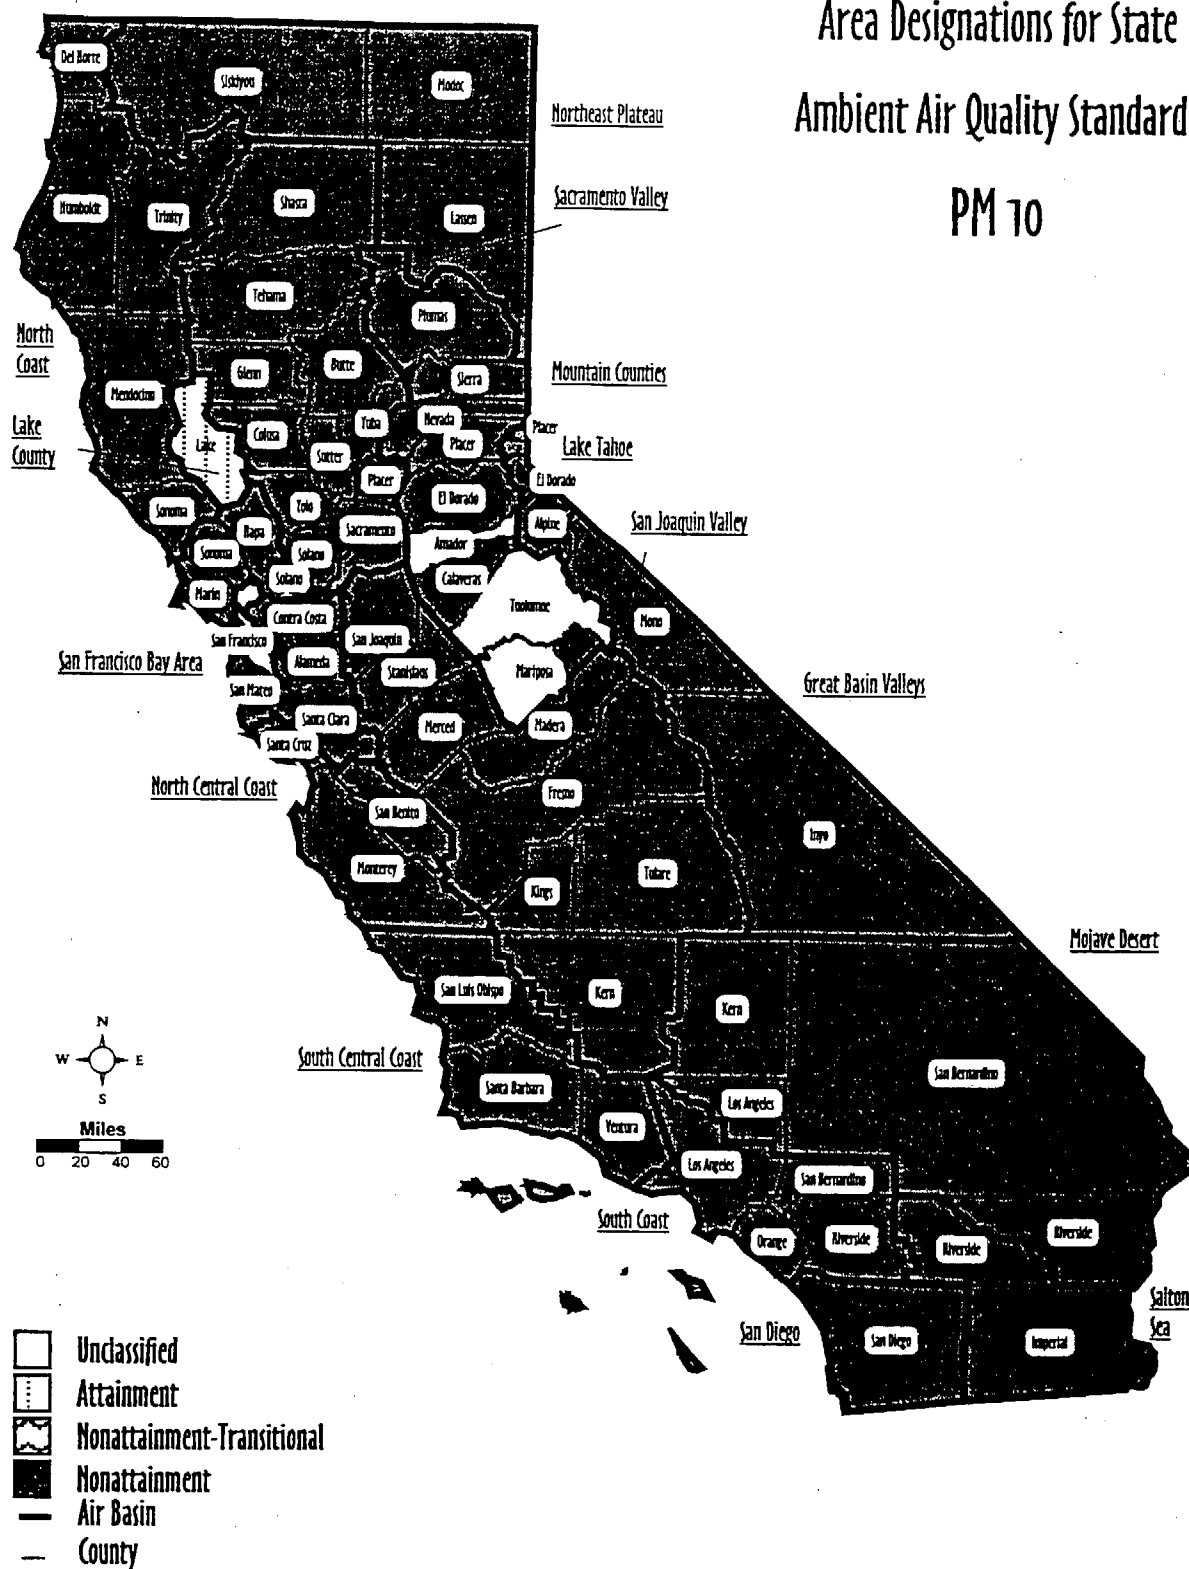 Area Designations for State
Ambient Air Quality Standard
PM 10
Del Norte
Siskiyou
Modoc
Northeast Plateau
Humboldt
Trinity
Shasta
Lassen
Sacramento Valley
Tehama
Plumas
North
Coast
Mendocino
Glenn
Butte
Sierra
Mountain Counties
Lake
County
Lake
Colusa
Yuba
Nevada
Placer
Placer
Sutter
Placer
Lake Tahoe
El Dorado
El Dorado
Sonoma
Napa
Yolo
Sacramento
Amador
Alpine
San Joaquin Valley
Sonoma
Solano
Solano
Calaveras
Marin
Contra Costa
Tuolumne
Mono
San Francisco
San Joaquin
San Francisco Bay Area
Alameda
Stanislaus
Mariposa
San Mateo
Great Basin Valleys
Santa Clara
Merced
Madera
Santa Cruz
North Central Coast
Fresno
San Benito
Inyo
Monterey
Kings
Tulare
Mojave Desert
San Luis Obispo
Kern
Kern
South Central Coast
Santa Barbara
San Bernardino
Los Angeles
Ventura
Los Angeles
San Bernardino
South Coast
Orange
Riverside
Riverside
Riverside
San Diego
San Diego
Imperial
Salton
Sea
N
W E
S
Miles
0 20 40 60
Unclassified
Attainment
Nonattainment-Transitional
Nonattainment
Air Basin
County